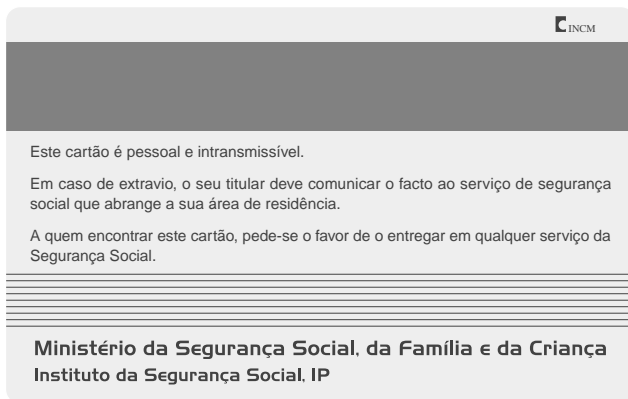 INCM
Este cartão é pessoal e intransmissível.
Em caso de extravio, o seu titular deve comunicar o facto ao serviço de segurança
social que abrange a sua área de residência.
A quem encontrar este cartão, pede-se o favor de o entregar em qualquer serviço da
Segurança Social.
Ministério da Segurança Social, da Família e da Criança
Instituto da Segurança Social, IP